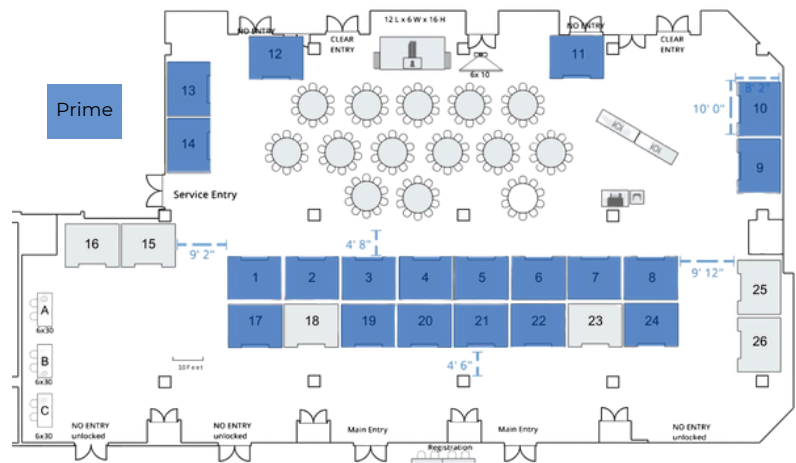 12 L x 6 W x 16 H
NO ENTRY
CLEAR
ENTRY
NO ENTRY
CLEAR
ENTRY
12
11
6x 10
13
8' 2"
10
10' 0"
Prime
14
9
Service Entry
16
15
9' 2"
4' 8"
9' 12"
1
2
3
4
5
6
7
8
25
A
6x30
17
18
19
20
21
22
23
24
26
B
6x30
10 Feet
4' 6"
C
6x30
NO ENTRY
unlocked
NO ENTRY
unlocked
Main Entry
Main Entry
NO ENTRY
unlocked
Registration